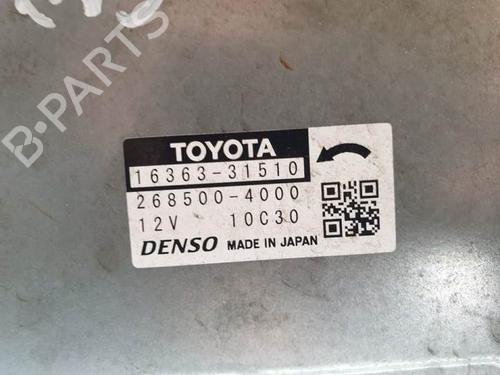 B-PARTS
TOYOTA
16363-31510
268500-4000
12V 10C30
DENSO MADE IN JAPAN